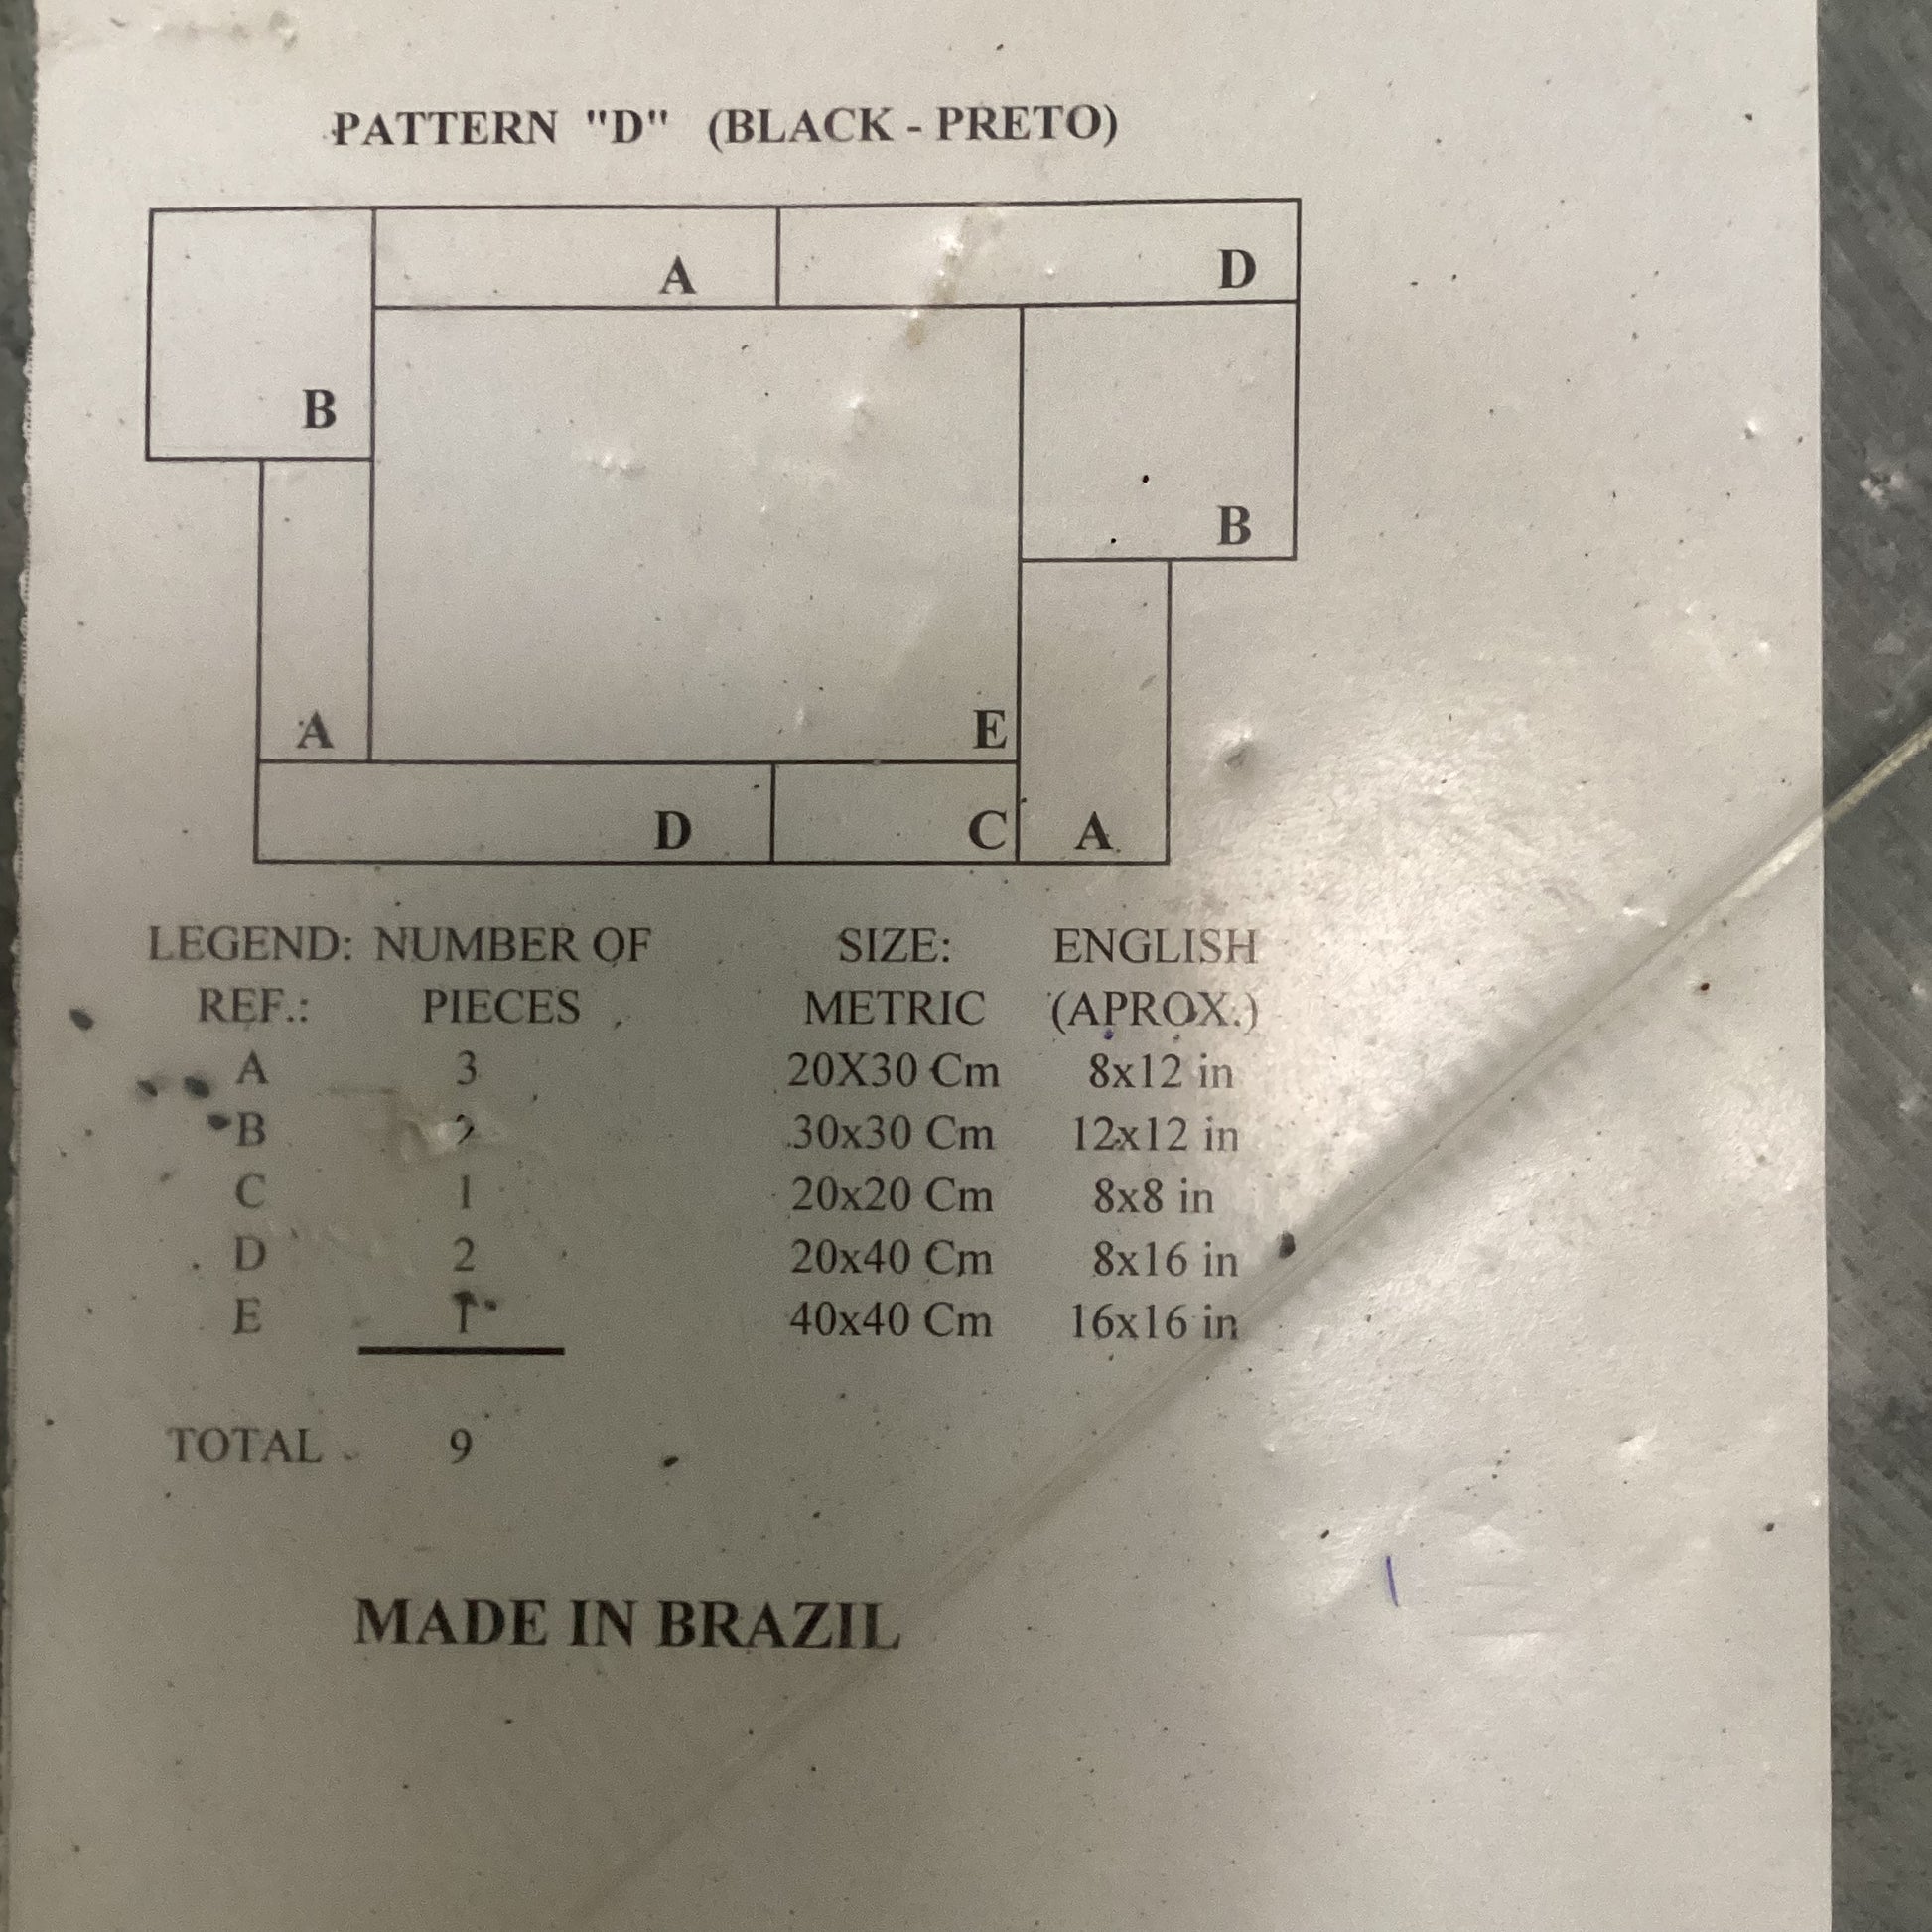 PATTERN "D" (BLACK - PRETO)
A D
B
B
A E
D C A
LEGEND: NUMBER OF SIZE: ENGLISH
REF.: PIECES METRIC (APROX.)
A 3 20X30 Cm 8x12 in
B 2 30x30 Cm 12x12 in
C 1 20x20 Cm 8x8 in
D 2 20x40 Cm 8x16 in
E 1 40x40 Cm 16x16 in
TOTAL 9
MADE IN BRAZIL